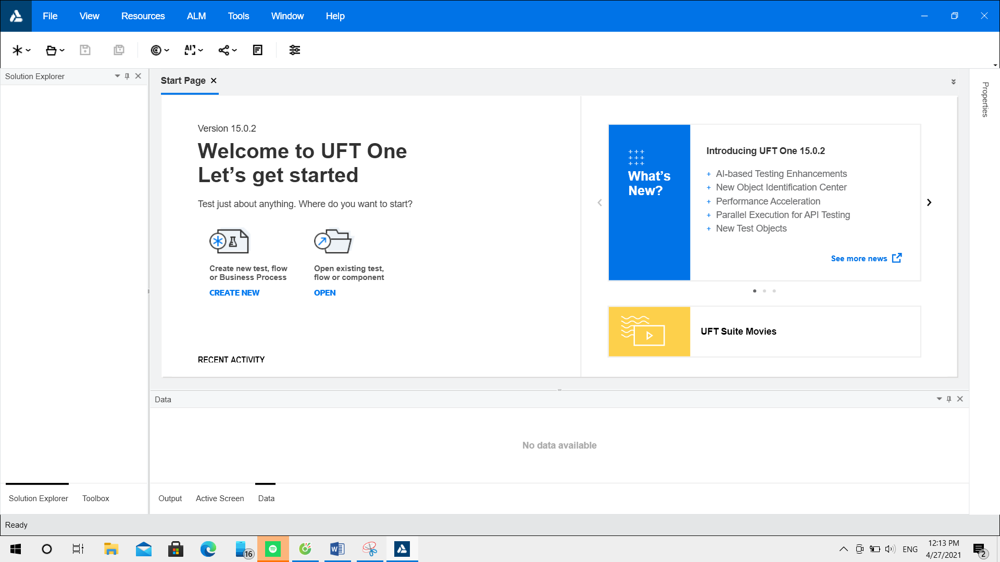 File View Resources ALM Tools Window Help
AI
Solution Explorer
Start Page
Properties
Version 15.0.2
Welcome to UFT One
Let’s get started
Test just about anything. Where do you want to start?
Create new test, flow
or Business Process
CREATE NEW
Open existing test,
flow or component
OPEN
RECENT ACTIVITY
What’s
New?
Introducing UFT One 15.0.2
+ AI-based Testing Enhancements
+ New Object Identification Center
+ Performance Acceleration
+ Parallel Execution for API Testing
+ New Test Objects
See more news
UFT Suite Movies
Data
No data available
Solution Explorer Toolbox
Output Active Screen Data
Ready
16
ENG
12:13 PM
4/27/2021
2